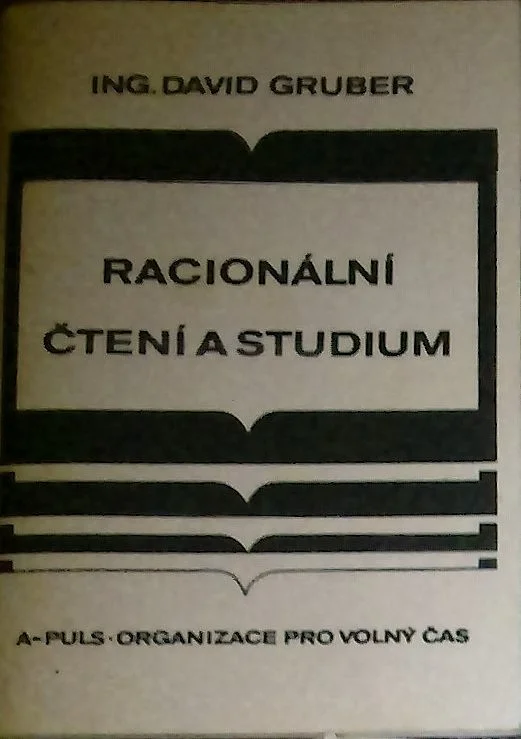 ING. DAVID GRUBER
RACIONÁLNÍ
ČTENÍ A STUDIUM
A-PULS·ORGANIZACE PRO VOLNÝ ČAS